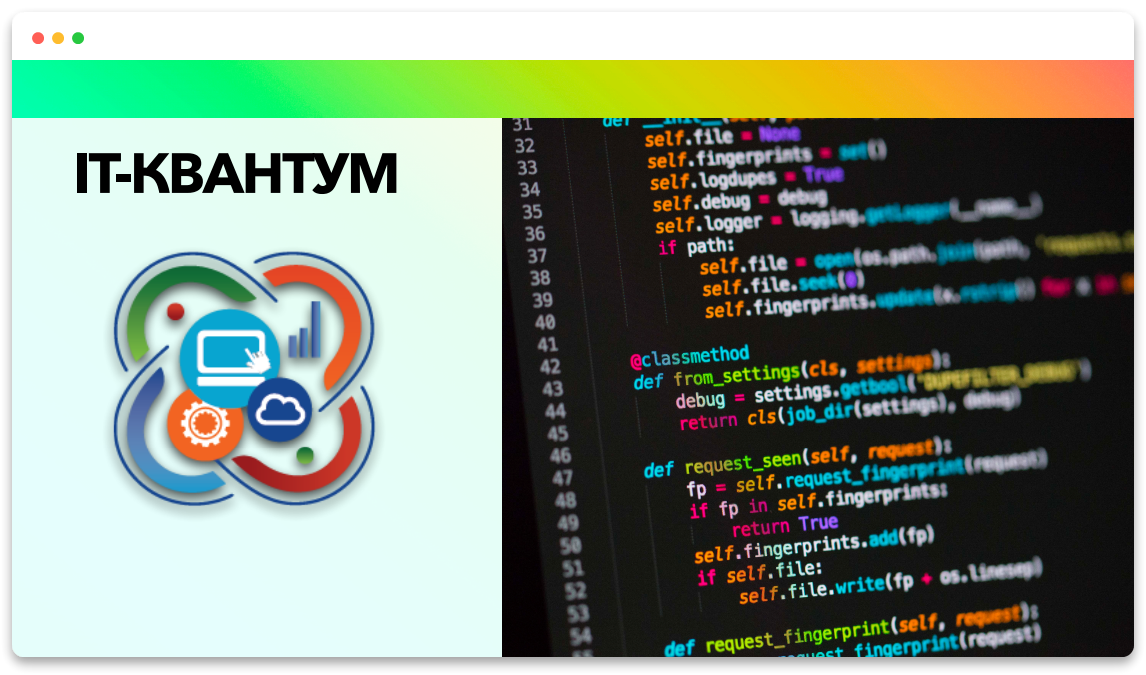 IT-КВАНТУМ
31 def __init__(self,
32 self.file = None
33 self.fingerprints = set()
34 self.logdupes = True
35 self.debug = debug
36 self.logger = logging.getLogger(__name__)
37 if path:
38 self.file = open(os.path.join(path, 'requests.
39 self.file.seek(0)
40 self.fingerprints.update(x.rstrip() for x in
41
42 @classmethod
43 def from_settings(cls, settings):
44 debug = settings.getbool('DUPEFILTER_DEBUG')
45 return cls(job_dir(settings), debug)
46
47 def request_seen(self, request):
48 fp = self.request_fingerprint(request)
49 if fp in self.fingerprints:
50 return True
51 self.fingerprints.add(fp)
52 if self.file:
53 self.file.write(fp + os.linesep)
54
55 def request_fingerprint(self, request):
request_fingerprint(request)